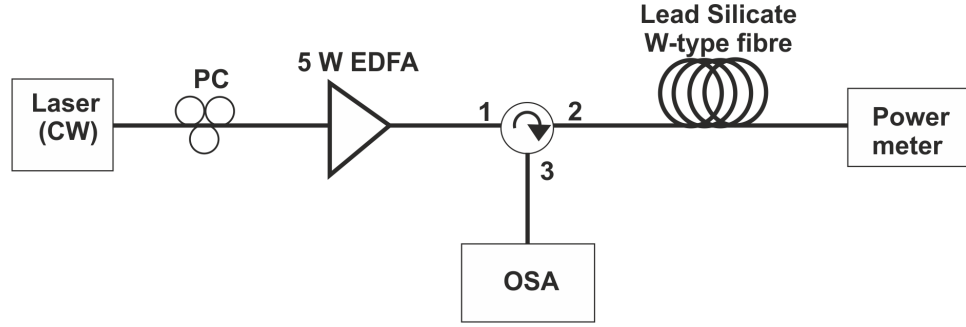 Lead Silicate
W-type fibre
5 W EDFA
PC
Laser
(CW)
1
2
Power
meter
3
OSA